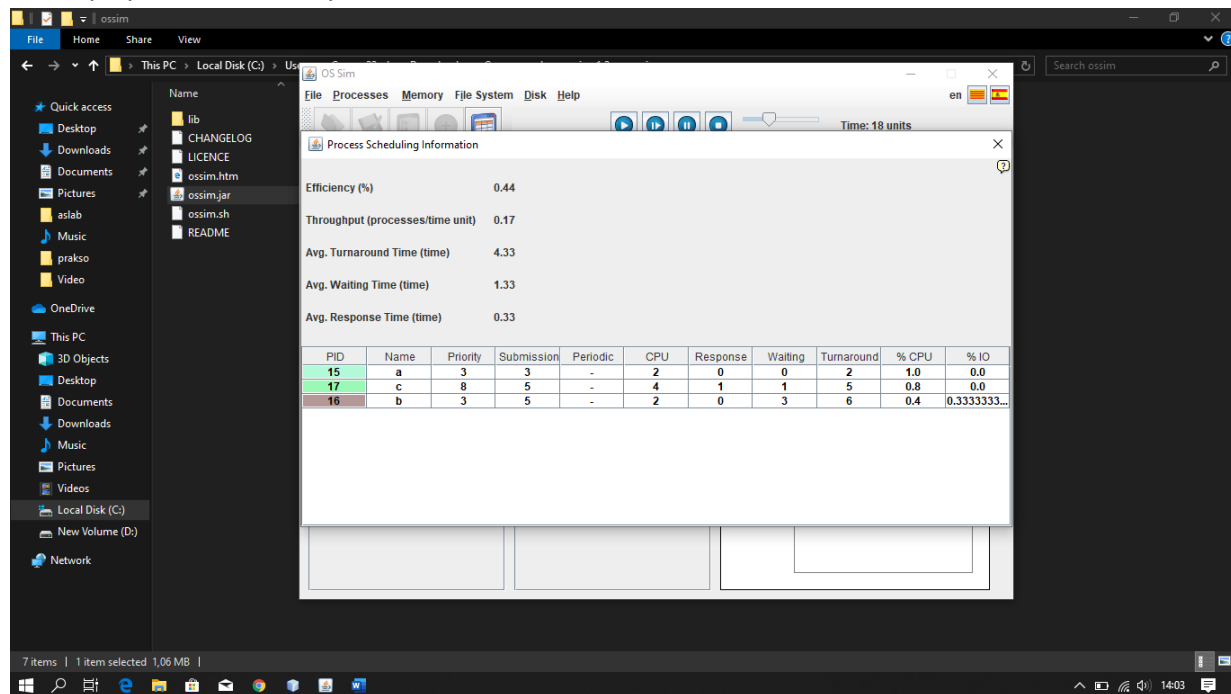 ossim
File Home Share View
This PC > Local Disk (C:) >
Search ossim
Quick access
Desktop
Downloads
Documents
Pictures
aslab
Music
prakso
Video
OneDrive
This PC
3D Objects
Desktop
Documents
Downloads
Music
Pictures
Videos
Local Disk (C:)
New Volume (D:)
Network
Name
lib
CHANGELOG
LICENCE
ossim.htm
ossim.jar
ossim.sh
README
OS Sim
File Processes Memory File System Disk Help
en
Time: 18 units
Process Scheduling Information
Efficiency (%) 0.44
Throughput (processes/time unit) 0.17
Avg. Turnaround Time (time) 4.33
Avg. Waiting Time (time) 1.33
Avg. Response Time (time) 0.33
PID Name Priority Submission Periodic CPU Response Waiting Turnaround % CPU % IO
15 a 3 3 - 2 0 0 2 1.0 0.0
17 c 8 5 - 4 1 1 5 0.8 0.0
16 b 3 5 - 2 0 3 6 0.4 0.3333333...
7 items | 1 item selected 1,06 MB |
14:03